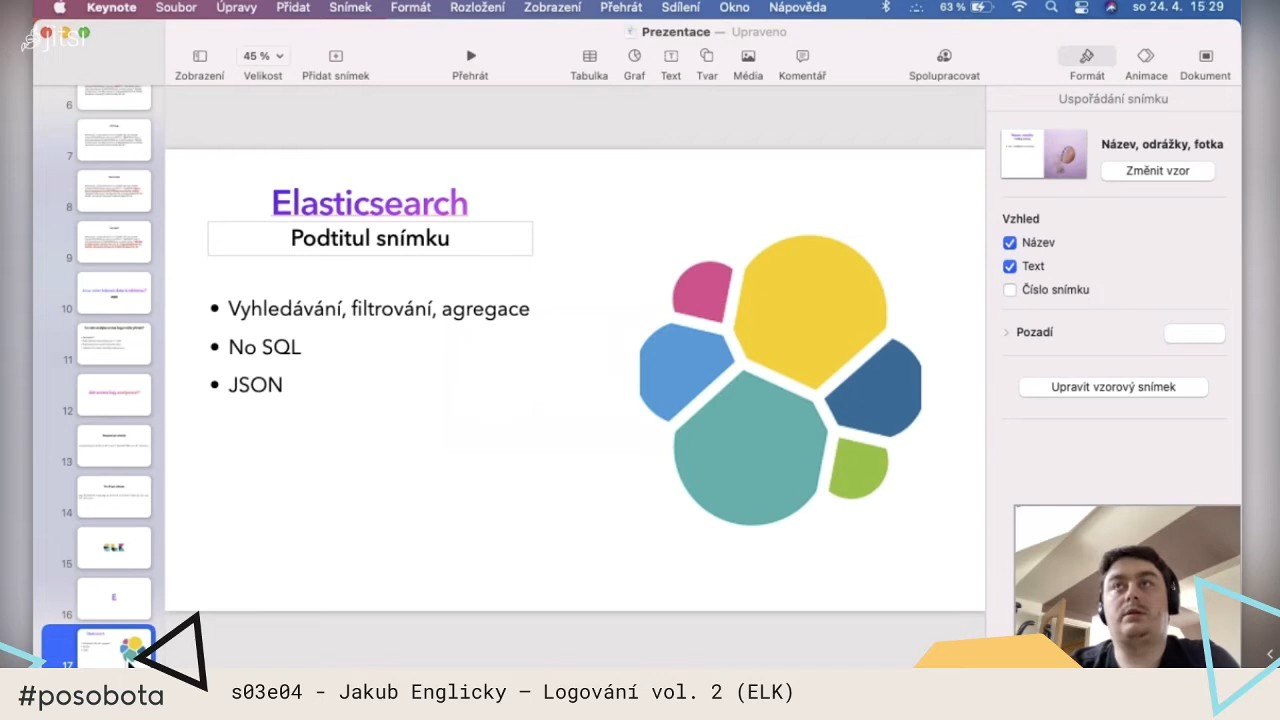 Keynote Soubor Úpravy Přidat Snímek Formát Rozložení Zobrazení Přehrát Sdílení Okno Nápověda 63 % so 24. 4. 15 29
jitsi
Prezentace — Upraveno
45 %
Zobrazení Velikost Přidat snímek Přehrát Tabulka Graf Text Tvar Média Komentář Spolupracovat Formát Animace Dokument
Uspořádání snímku
6
7
8
9
10
11
12
13
14
15
ELK
16
E
17
Elasticsearch
Podtitul snímku
• Vyhledávání, filtrování, agregace
• No SQL
• JSON
Název, odrážky, fotka
Změnit vzor
Vzhled
Název
Text
Číslo snímku
Pozadí
Upravit vzorový snímek
#posobota
s03e04 - Jakub Englicky – Logování vol. 2 (ELK)